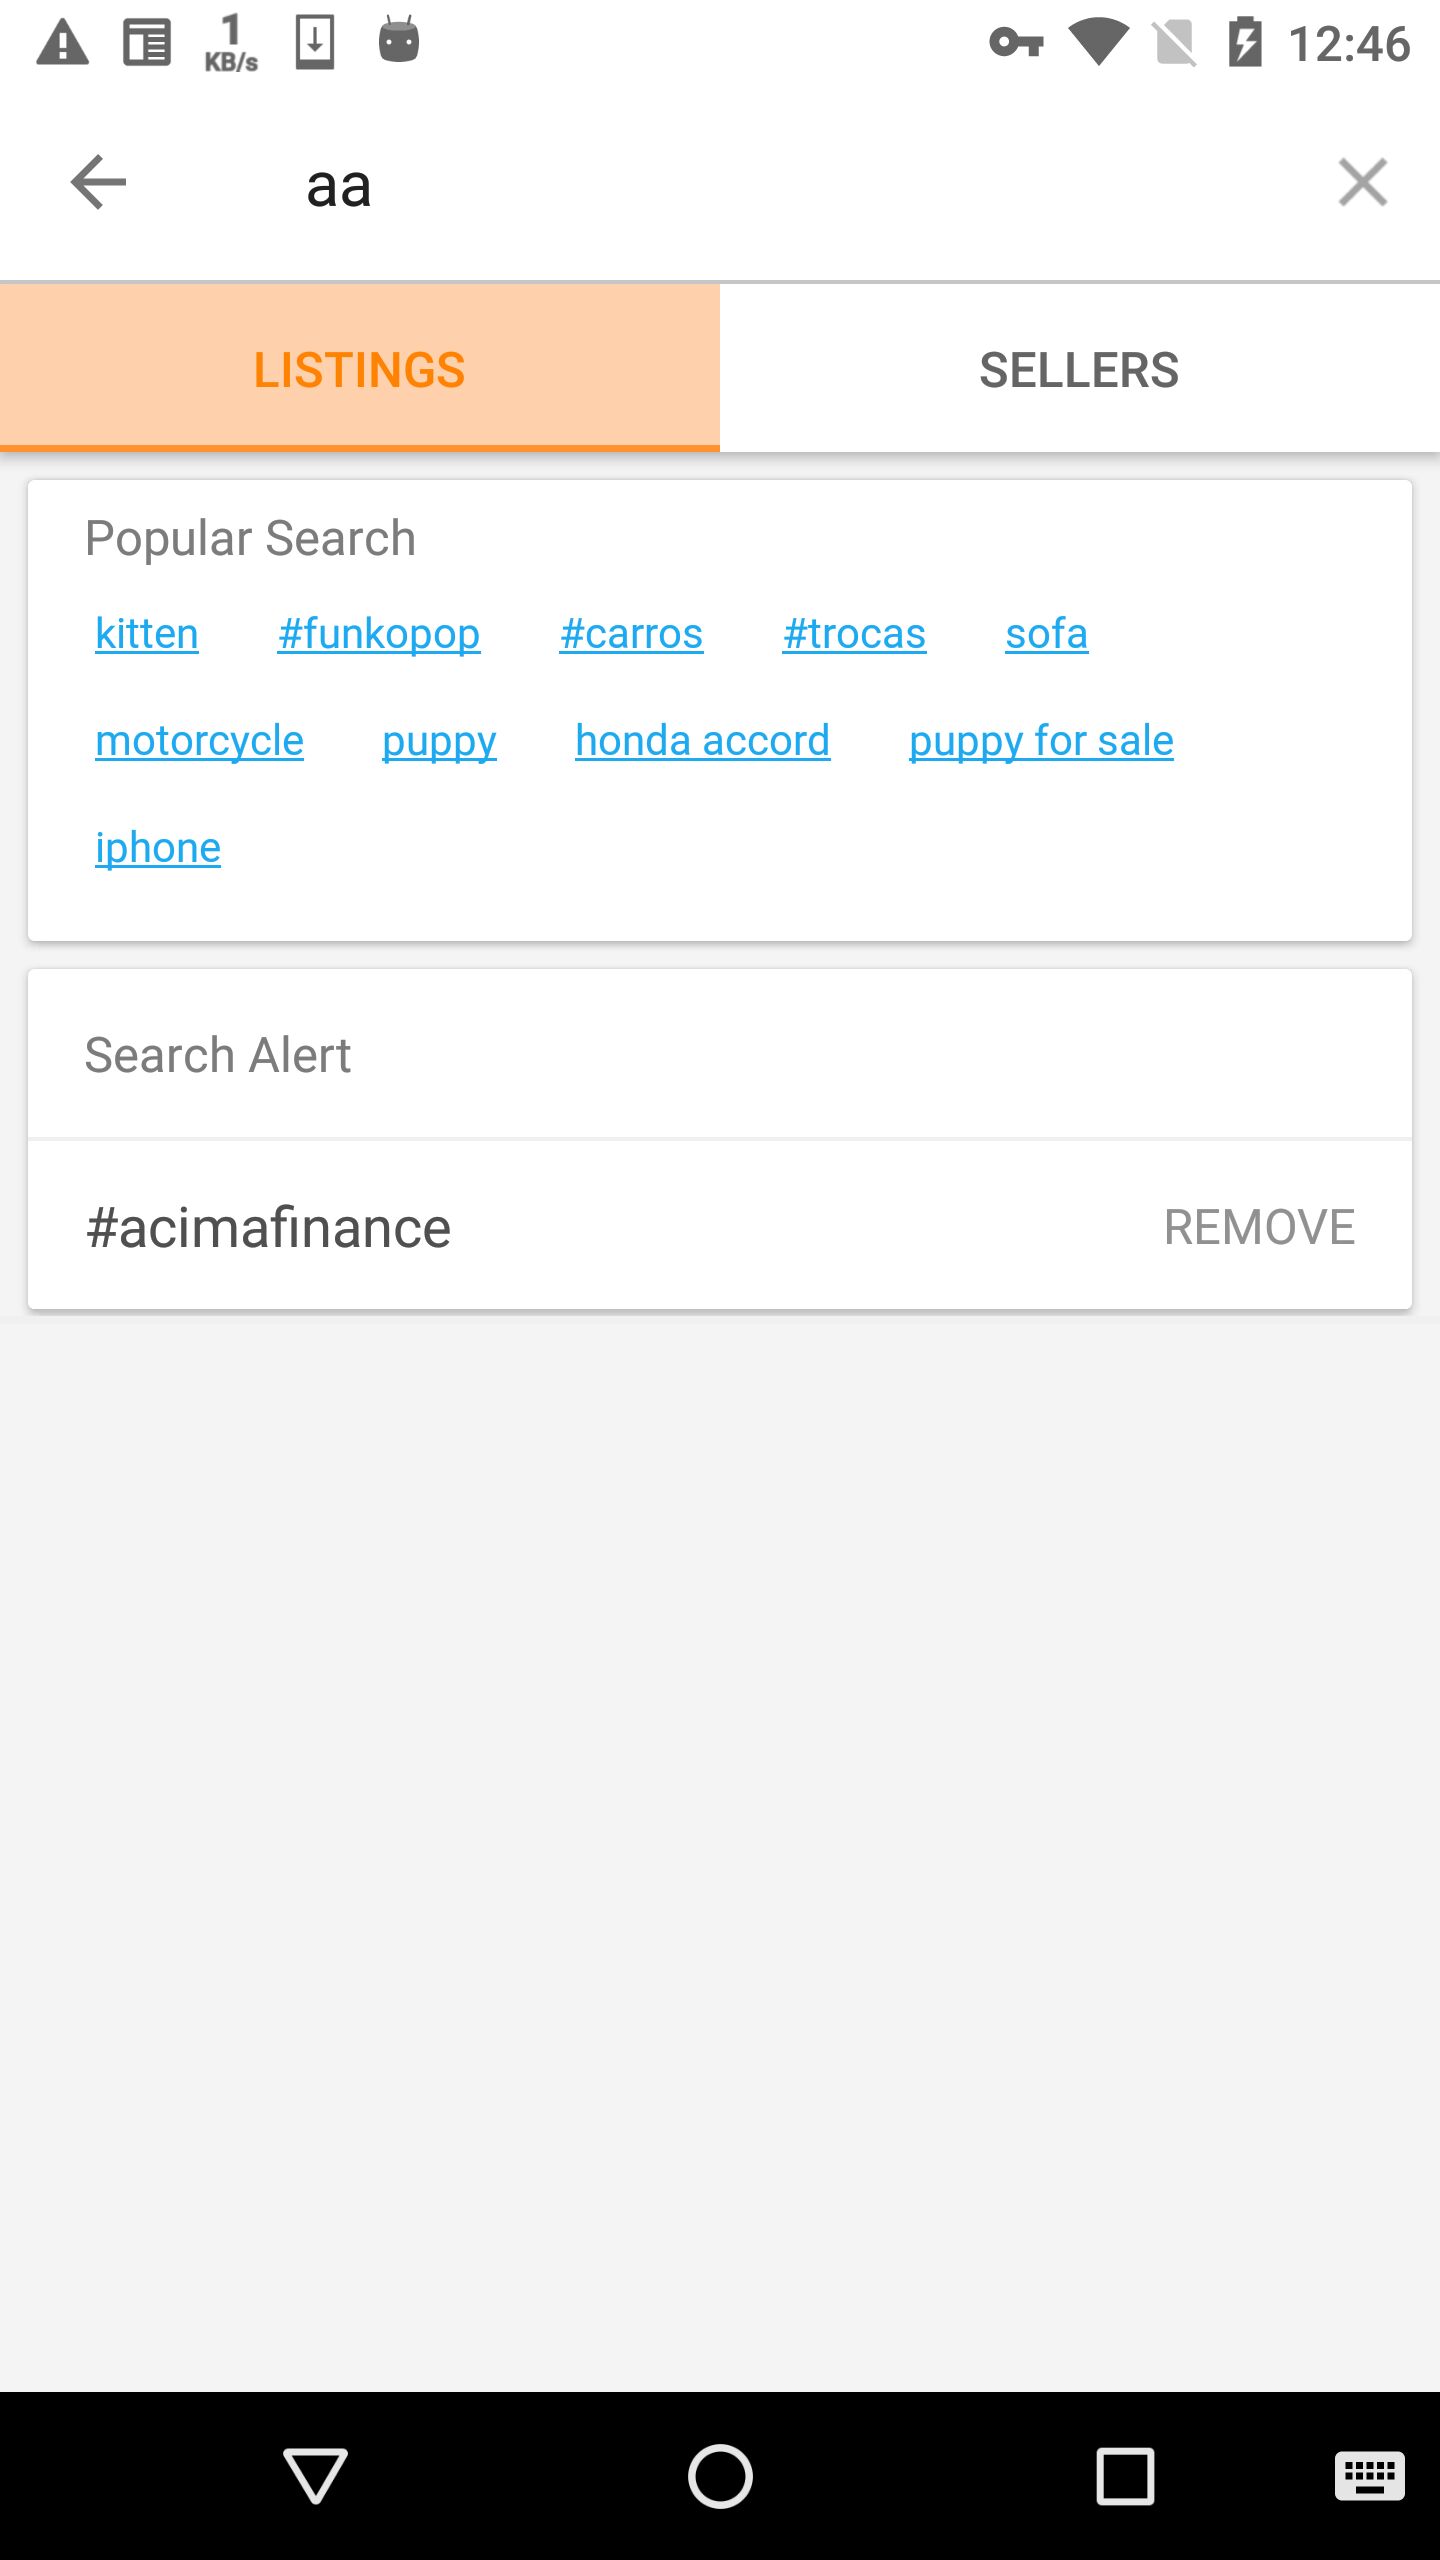 1
KB/s
12:46
aa
LISTINGS SELLERS
Popular Search
kitten #funkopop #carros #trocas sofa
motorcycle puppy honda accord puppy for sale
iphone
Search Alert
#acimafinance REMOVE